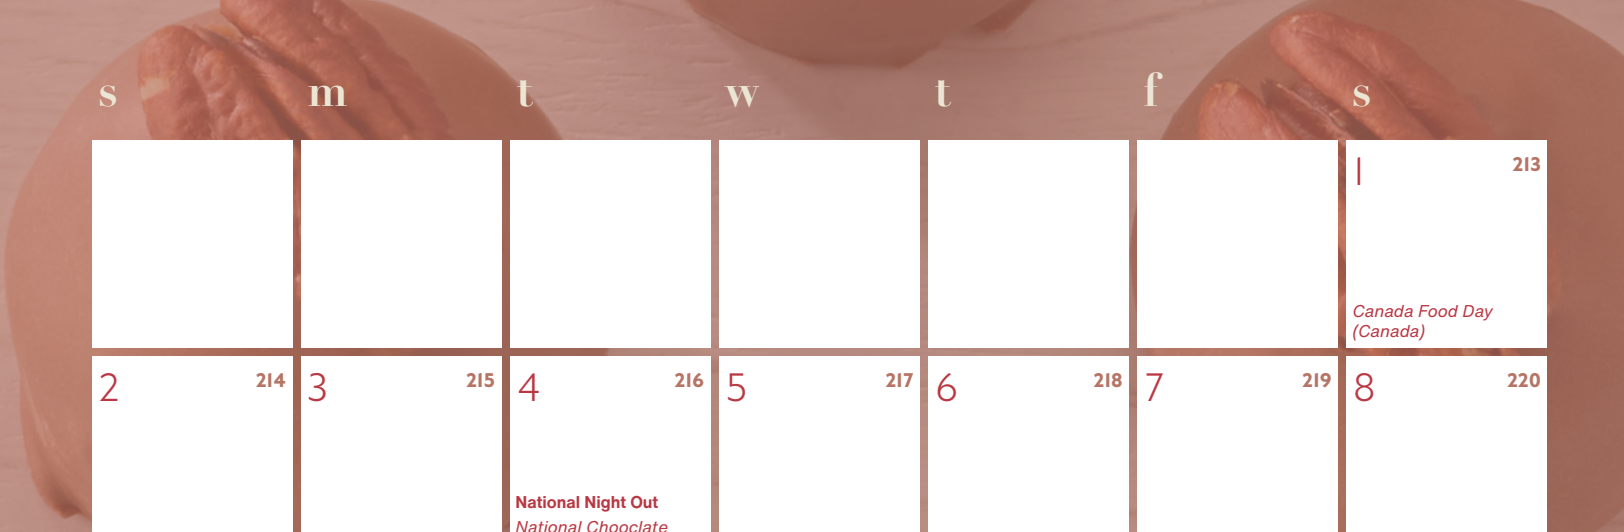 s m t w t f s
1 213
Canada Food Day
(Canada)
2 214 3 215 4 216 5 217 6 218 7 219 8 220
National Night Out
National Chooclate